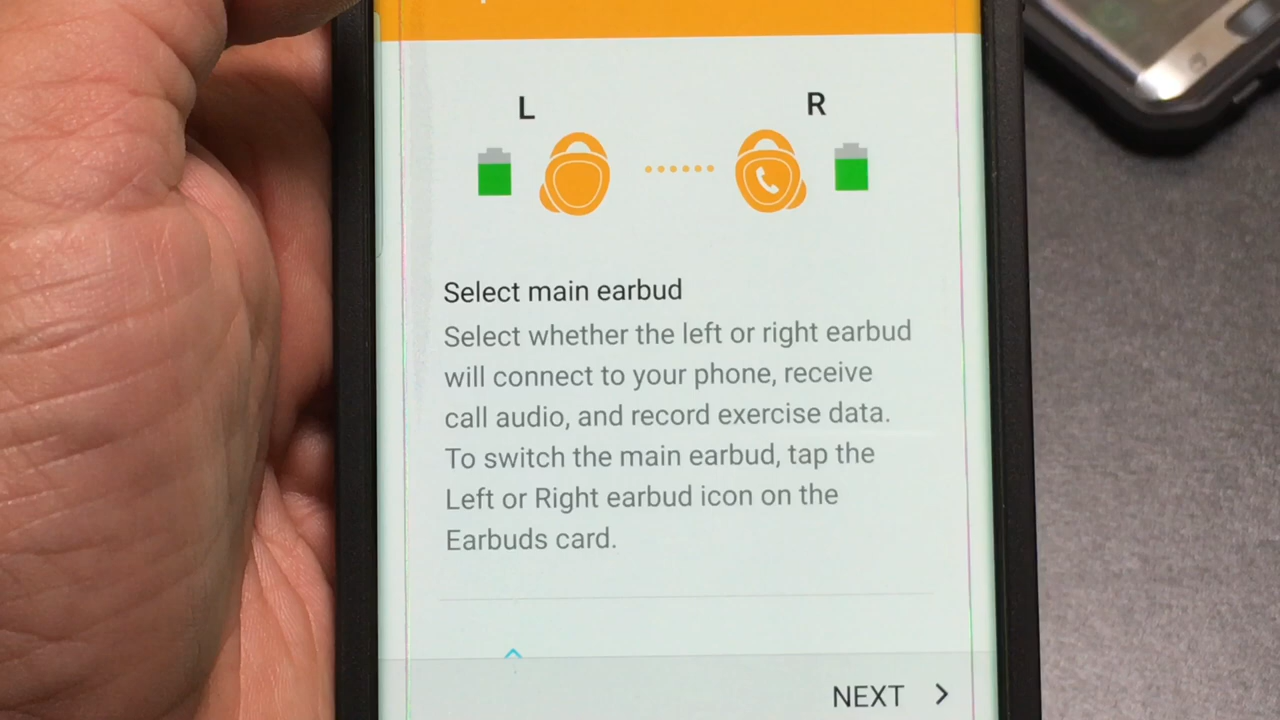 L
R
Select main earbud
Select whether the left or right earbud
will connect to your phone, receive
call audio, and record exercise data.
To switch the main earbud, tap the
Left or Right earbud icon on the
Earbuds card.
NEXT